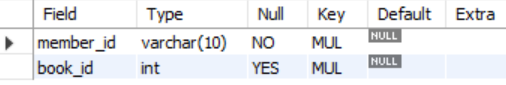 Field Type Null Key Default Extra
member_id varchar(10) NO MUL NULL
book_id int YES MUL NULL